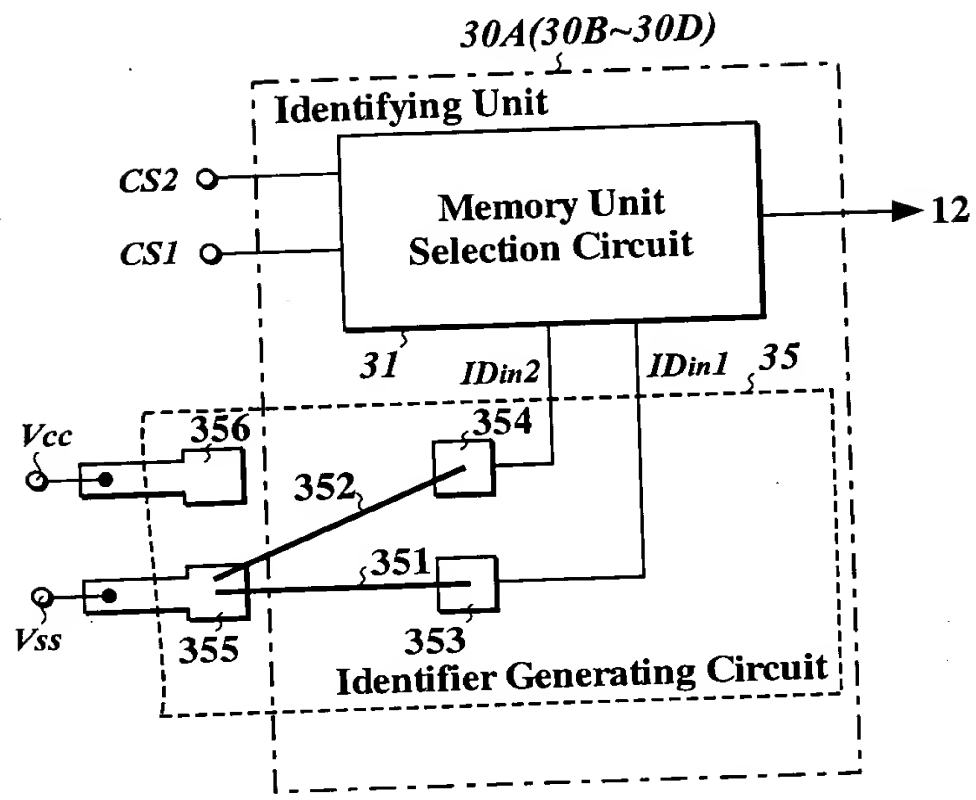 30A(30B~30D)
Identifying Unit
CS2
CS1
Memory Unit
Selection Circuit
12
31
IDin2
IDin1
35
Vcc
356
354
352
351
Vss
355
353
Identifier Generating Circuit